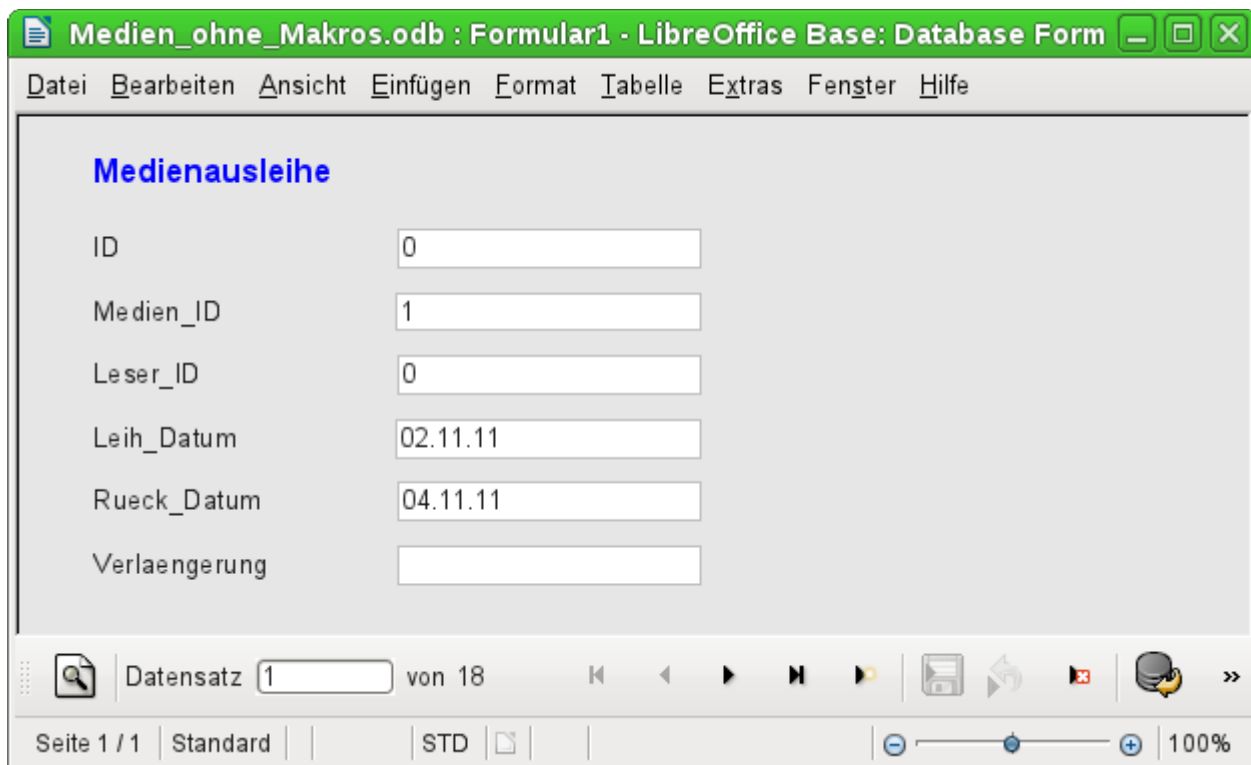 Medien_ohne_Makros.odb : Formular1 - LibreOffice Base: Database Form
Datei Bearbeiten Ansicht Einfügen Format Tabelle Extras Fenster Hilfe
Medienausleihe
ID 0
Medien_ID 1
Leser_ID 0
Leih_Datum 02.11.11
Rueck_Datum 04.11.11
Verlaengerung
Datensatz 1 von 18
Seite 1 / 1 Standard STD 100%